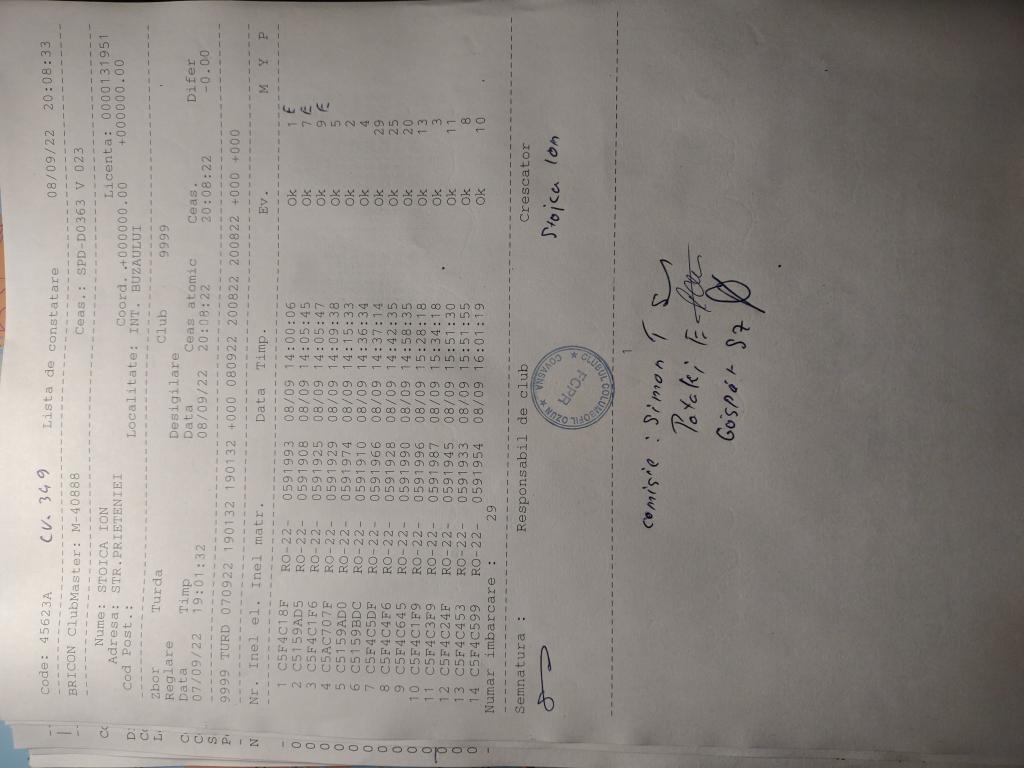 Code: 45623A CV. 349 Lista de constatare 08/09/22 20:08:33
BRICON ClubMaster: M-40888 Ceas.: SPD-D0363 V 023
Nume: STOICA ION Licenta: 0000131951
Adresa: STR.PRIETENIEI Coord.:+000000.00 +000000.00
Cod Post.: Localitate: INT. BUZAULUI
Zbor Turda Club 9999
Reglare Desigilare
Data Timp Data Ceas atomic Ceas. Difer
07/09/22 19:01:32 08/09/22 20:08:22 20:08:22 -0.00
9999 TURD 070922 190132 190132 +000 080922 200822 200822 +000 +000
Nr. Inel el. Inel matr. Data Timp. Ev. M Y P
1 C5F4C18F RO-22- 0591993 08/09 14:00:06 Ok 1 E
2 C5159AD5 RO-22- 0591908 08/09 14:05:45 Ok 7 E
3 C5F4C1F6 RO-22- 0591925 08/09 14:05:47 Ok 9 E
4 C5AC707F RO-22- 0591929 08/09 14:09:38 Ok 5
5 C5159AD0 RO-22- 0591974 08/09 14:15:33 Ok 2
6 C5159BDC RO-22- 0591910 08/09 14:36:34 Ok 4
7 C5F4C5DF RO-22- 0591966 08/09 14:37:14 Ok 29
8 C5F4C4F6 RO-22- 0591928 08/09 14:42:35 Ok 25
9 C5F4C645 RO-22- 0591990 08/09 14:58:35 Ok 20
10 C5F4C1F9 RO-22- 0591996 08/09 15:28:18 Ok 13
11 C5F4C3F9 RO-22- 0591987 08/09 15:34:18 Ok 3
12 C5F4C24F RO-22- 0591945 08/09 15:51:30 Ok 11
13 C5F4C453 RO-22- 0591933 08/09 15:51:55 Ok 8
14 C5F4C599 RO-22- 0591954 08/09 16:01:19 Ok 10
Numar imbarcare : 29
Semnatura : Responsabil de club Crescator
Stoica Ion
CLUBUL COLUMBOFIL OZUN
COVASNA
FCPR
1
comisie : Simon T
Potaki E
Gáspár Sz